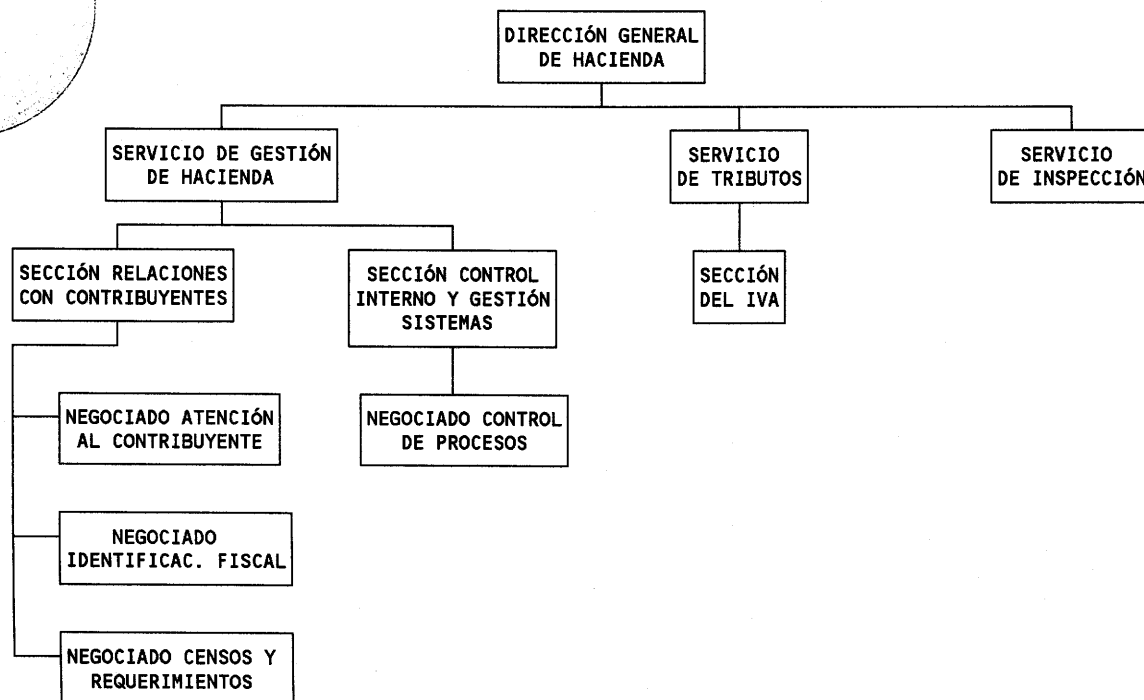 DIRECCIÓN GENERAL
DE HACIENDA
SERVICIO DE GESTIÓN
DE HACIENDA
SERVICIO
DE TRIBUTOS
SERVICIO
DE INSPECCIÓN
SECCIÓN RELACIONES
CON CONTRIBUYENTES
SECCIÓN CONTROL
INTERNO Y GESTIÓN
SISTEMAS
SECCIÓN
DEL IVA
NEGOCIADO ATENCIÓN
AL CONTRIBUYENTE
NEGOCIADO CONTROL
DE PROCESOS
NEGOCIADO
IDENTIFICAC. FISCAL
NEGOCIADO CENSOS Y
REQUERIMIENTOS